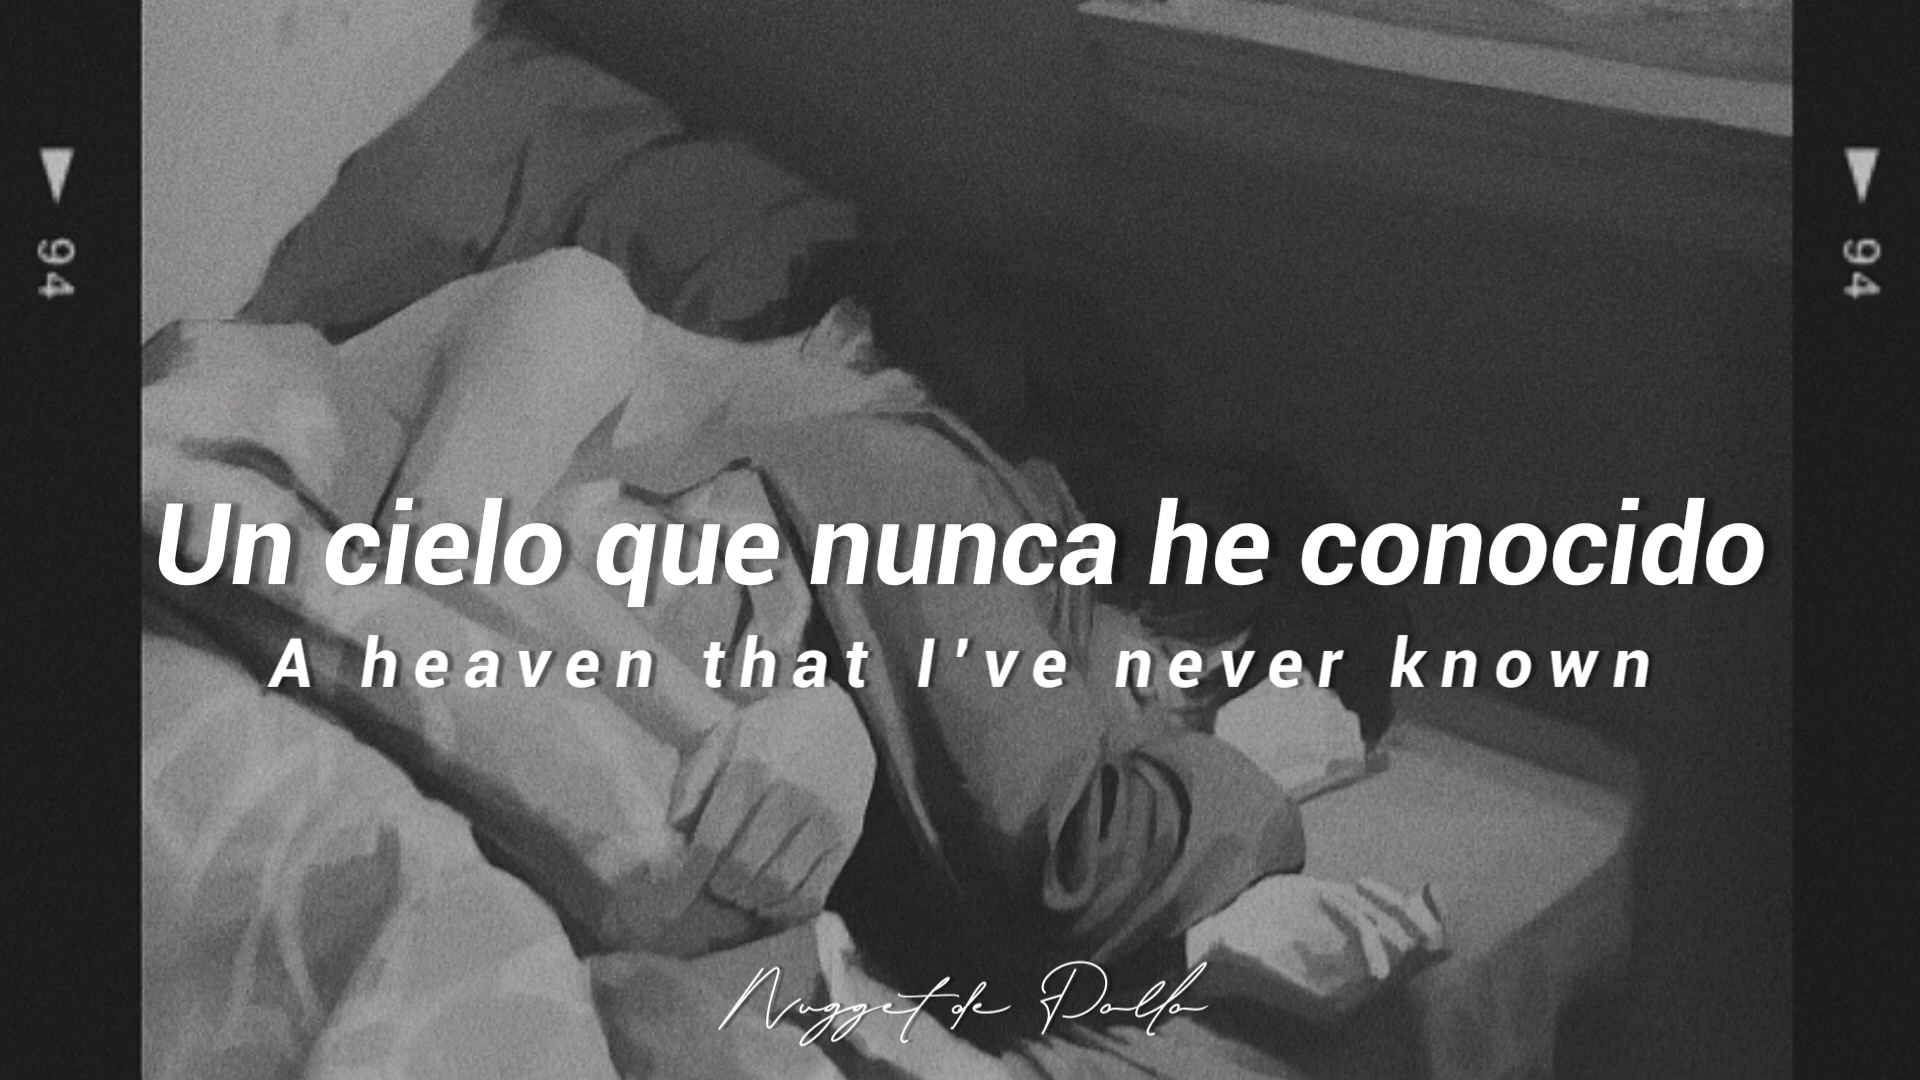 ▼ 94
▼ 94
Un cielo que nunca he conocido
A heaven that I've never known
Nugget de Pollo